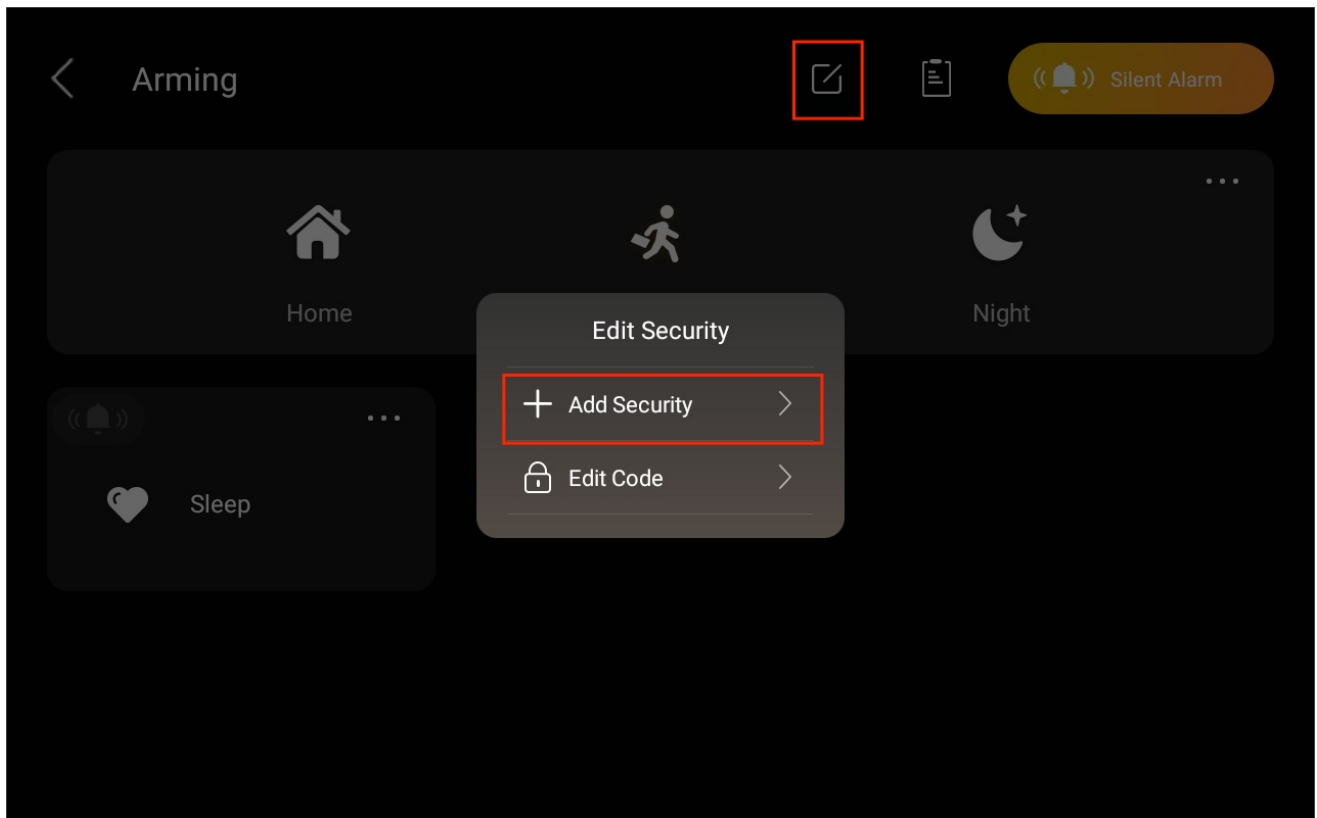 Arming
Silent Alarm
Home
Night
Edit Security
Add Security
Edit Code
Sleep